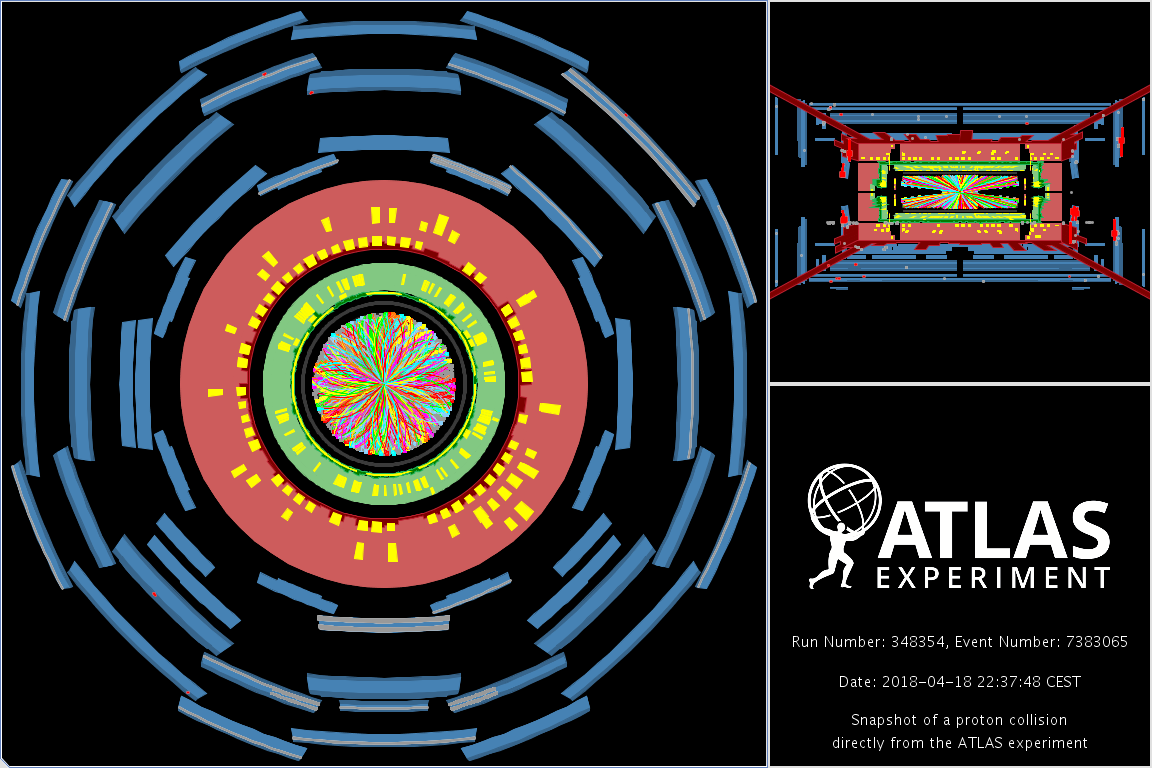 ATLAS
EXPERIMENT
Run Number: 348354, Event Number: 7383065
Date: 2018-04-18 22:37:48 CEST
Snapshot of a proton collision
directly from the ATLAS experiment